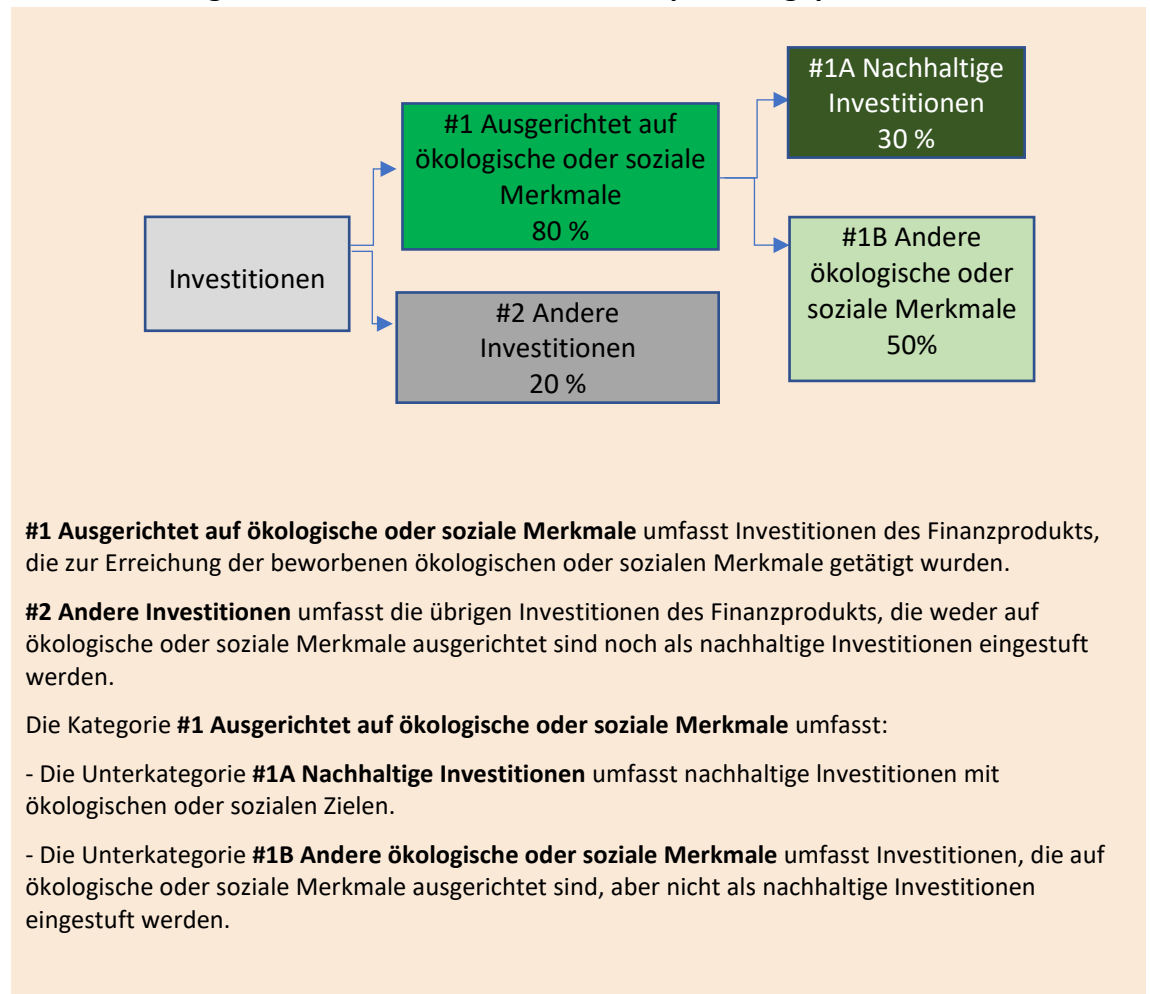 #1A Nachhaltige
Investitionen
30 %
#1 Ausgerichtet auf
ökologische oder soziale
Merkmale
80 %
#1B Andere
ökologische oder
soziale Merkmale
50%
Investitionen
#2 Andere
Investitionen
20 %
#1 Ausgerichtet auf ökologische oder soziale Merkmale umfasst Investitionen des Finanzprodukts,
die zur Erreichung der beworbenen ökologischen oder sozialen Merkmale getätigt wurden.
#2 Andere Investitionen umfasst die übrigen Investitionen des Finanzprodukts, die weder auf
ökologische oder soziale Merkmale ausgerichtet sind noch als nachhaltige Investitionen eingestuft
werden.
Die Kategorie #1 Ausgerichtet auf ökologische oder soziale Merkmale umfasst:
- Die Unterkategorie #1A Nachhaltige Investitionen umfasst nachhaltige Investitionen mit
ökologischen oder sozialen Zielen.
- Die Unterkategorie #1B Andere ökologische oder soziale Merkmale umfasst Investitionen, die auf
ökologische oder soziale Merkmale ausgerichtet sind, aber nicht als nachhaltige Investitionen
eingestuft werden.